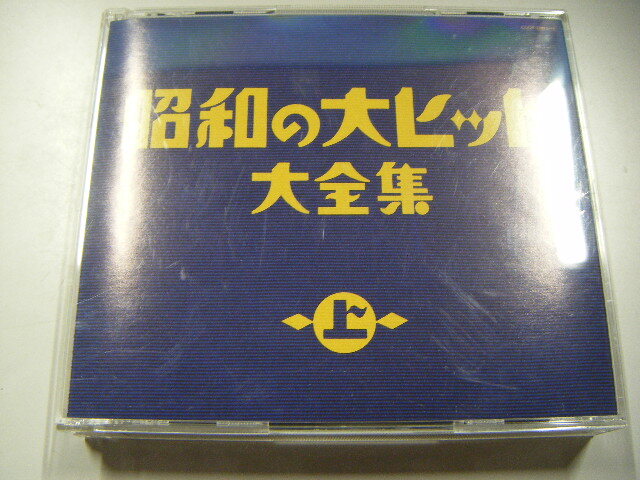 昭和の大ヒット
大全集
上